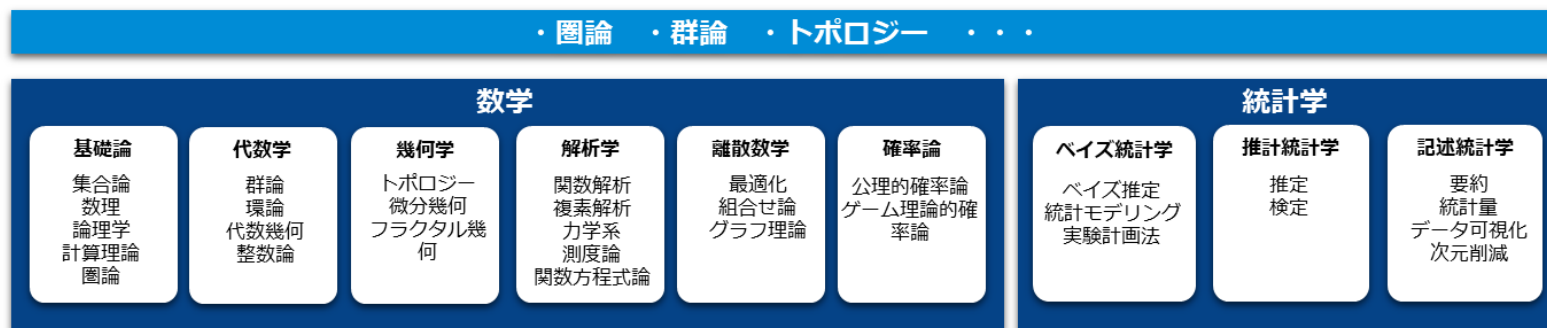 ・圏論　・群論　・トポロジー　・・・
数学
基礎論
集合論
数理
論理学
計算理論
圏論
代数学
群論
環論
代数幾何
整数論
幾何学
トポロジー
微分幾何
フラクタル幾
何
解析学
関数解析
複素解析
力学系
測度論
関数方程式論
離散数学
最適化
組合せ論
グラフ理論
確率論
公理的確率論
ゲーム理論的確
率論
統計学
ベイズ統計学
ベイズ推定
統計モデリング
実験計画法
推計統計学
推定
検定
記述統計学
要約
統計量
データ可視化
次元削減